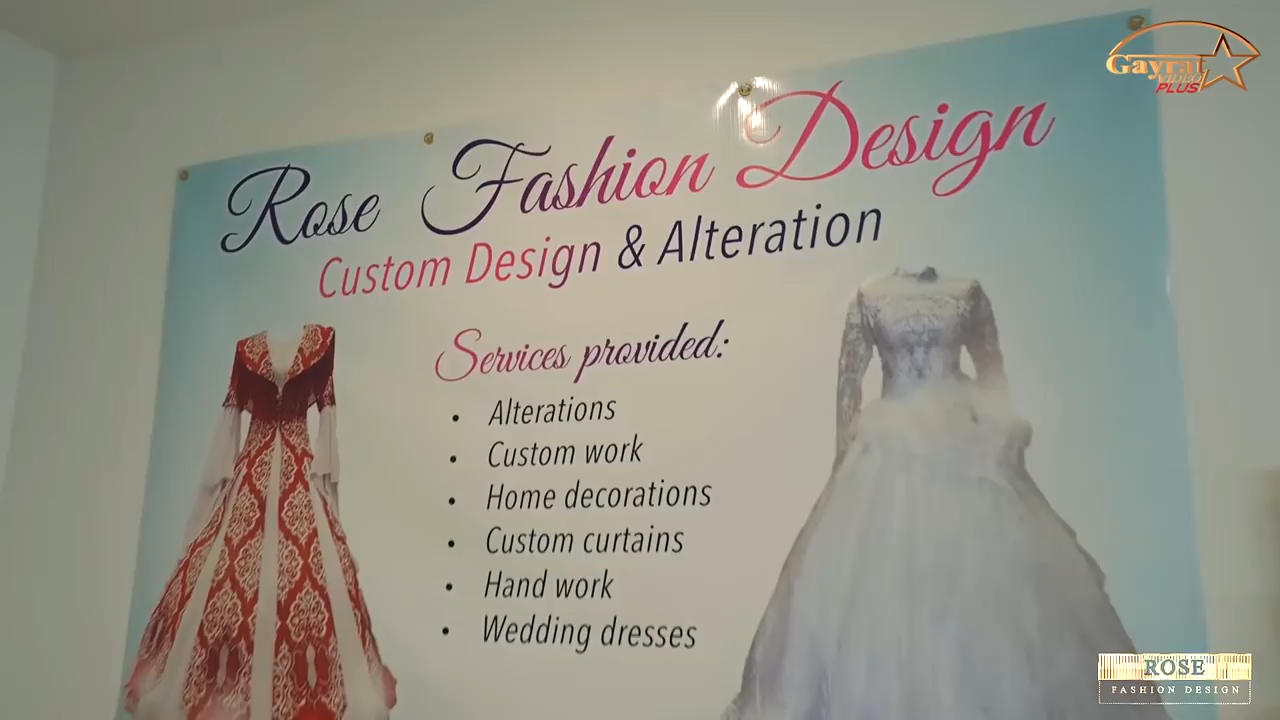 Gayrat
VIDEO
PLUS
Rose Fashion Design
Custom Design & Alteration
Services provided:
• Alterations
• Custom work
• Home decorations
• Custom curtains
• Hand work
• Wedding dresses
ROSE
FASHION DESIGN